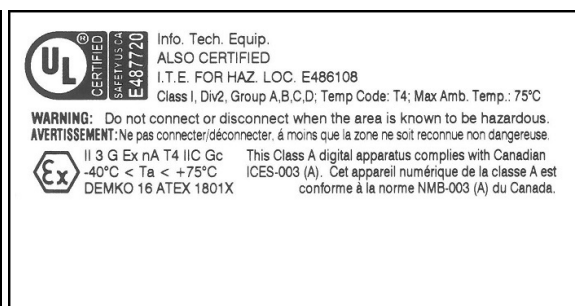 UL ® CERTIFIED SAFETY US CA E487720
Info. Tech. Equip.
ALSO CERTIFIED
I.T.E. FOR HAZ. LOC. E486108
Class I, Div2, Group A,B,C,D; Temp Code: T4; Max Amb. Temp.: 75°C
WARNING: Do not connect or disconnect when the area is known to be hazardous.
AVERTISSEMENT: Ne pas connecter/déconnecter, á moins que la zone ne soit reconnue non dangereuse.
Ex
II 3 G Ex nA T4 IIC Gc
-40°C < Ta < +75°C
DEMKO 16 ATEX 1801X
This Class A digital apparatus complies with Canadian
ICES-003 (A). Cet appareil numérique de la classe A est
conforme à la norme NMB-003 (A) du Canada.